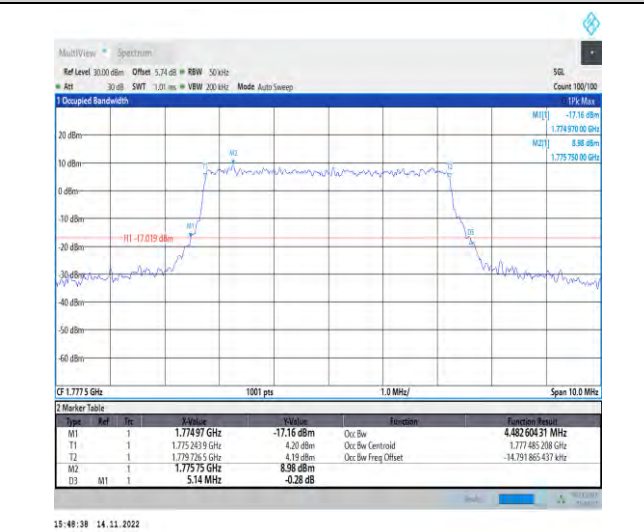 MultiView Spectrum
Ref Level 30.00 dBm Offset 5.74 dB RBW 50 kHz SGL
Att 30 dB SWT 1.01 ms VBW 200 kHz Mode Auto Sweep Count 100/100
1 Occupied Bandwidth 1Pk Max
M1[1] -17.16 dBm
1.774 970 00 GHz
M2[1] 8.98 dBm
1.775 750 00 GHz
20 dBm
M2
T1 T2
10 dBm
0 dBm
-10 dBm
M1 D3
H1 -17.019 dBm
-20 dBm
-30 dBm
-40 dBm
-50 dBm
-60 dBm
CF 1.777 5 GHz 1001 pts 1.0 MHz/ Span 10.0 MHz
2 Marker Table
Type Ref Trc X-Value Y-Value Function Function Result
M1 1 1.774 97 GHz -17.16 dBm Occ Bw 4.482 604 31 MHz
T1 1 1.775 243 9 GHz 4.20 dBm Occ Bw Centroid 1.777 485 208 GHz
T2 1 1.779 726 5 GHz 4.19 dBm Occ Bw Freq Offset -14.791 865 437 kHz
M2 1 1.775 75 GHz 8.98 dBm
D3 M1 1 5.14 MHz -0.28 dB
15:48:38 14.11.2022